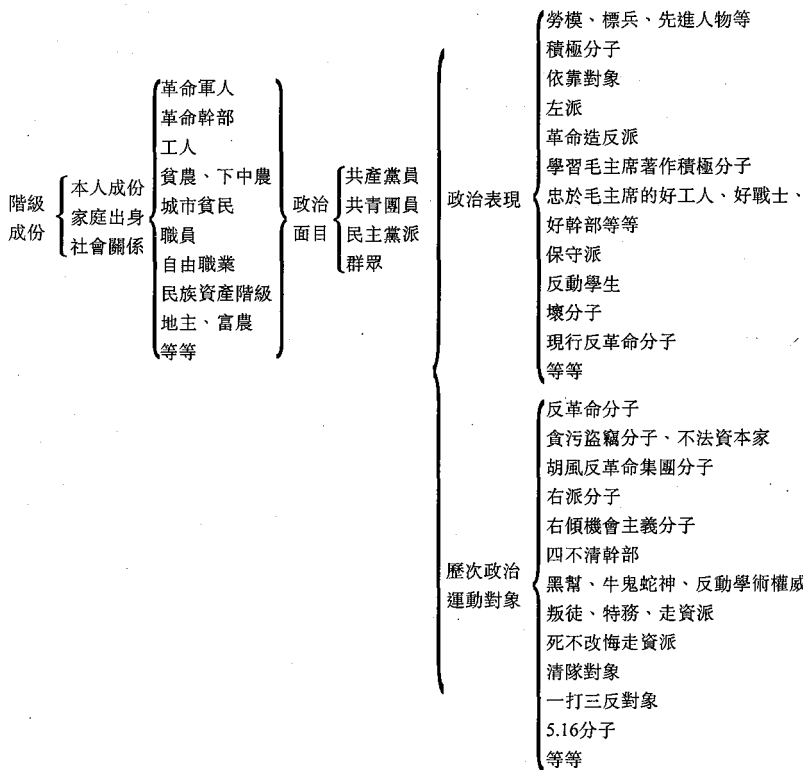 階級
成份
本人成份
家庭出身
社會關係
革命軍人
革命幹部
工人
貧農、下中農
城市貧民
職員
自由職業
民族資產階級
地主、富農
等等
政治
面目
共產黨員
共青團員
民主黨派
群眾
政治表現
勞模、標兵、先進人物等
積極分子
依靠對象
左派
革命造反派
學習毛主席著作積極分子
忠於毛主席的好工人、好戰士、
好幹部等等
保守派
反動學生
壞分子
現行反革命分子
等等
歷次政治
運動對象
反革命分子
貪污盜竊分子、不法資本家
胡風反革命集團分子
右派分子
右傾機會主義分子
四不清幹部
黑幫、牛鬼蛇神、反動學術權威
叛徒、特務、走資派
死不改悔走資派
清隊對象
一打三反對象
5.16分子
等等